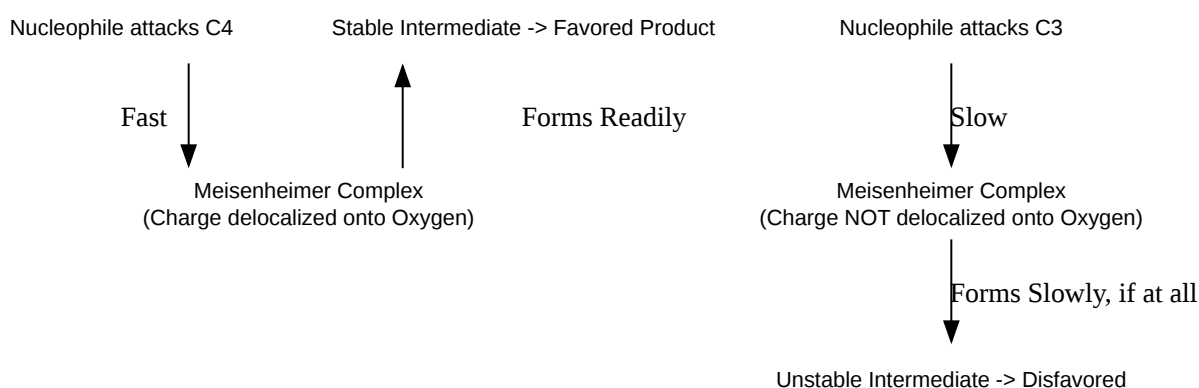 Nucleophile attacks C4
Stable Intermediate -> Favored Product
Nucleophile attacks C3
Fast
Forms Readily
Slow
Meisenheimer Complex
(Charge delocalized onto Oxygen)
Meisenheimer Complex
(Charge NOT delocalized onto Oxygen)
Forms Slowly, if at all
Unstable Intermediate -> Disfavored